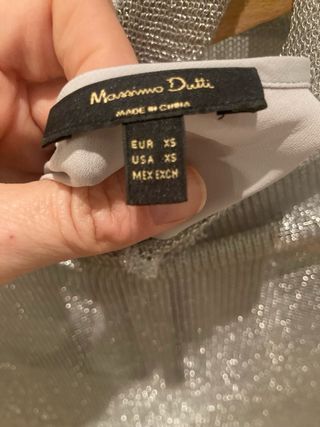 Massimo Dutti
MADE IN CHINA
EUR XS
USA XS
MEX EXCH